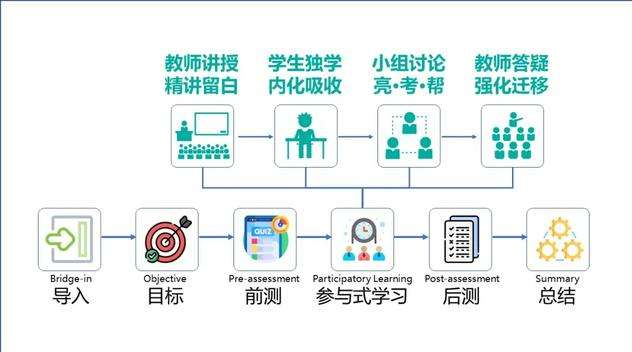 教师讲授
精讲留白
学生独学
内化吸收
小组讨论
亮·考·帮
教师答疑
强化迁移
QUIZ
Bridge-in
导入
Objective
目标
Pre-assessment
前测
Participatory Learning
参与式学习
Post-assessment
后测
Summary
总结